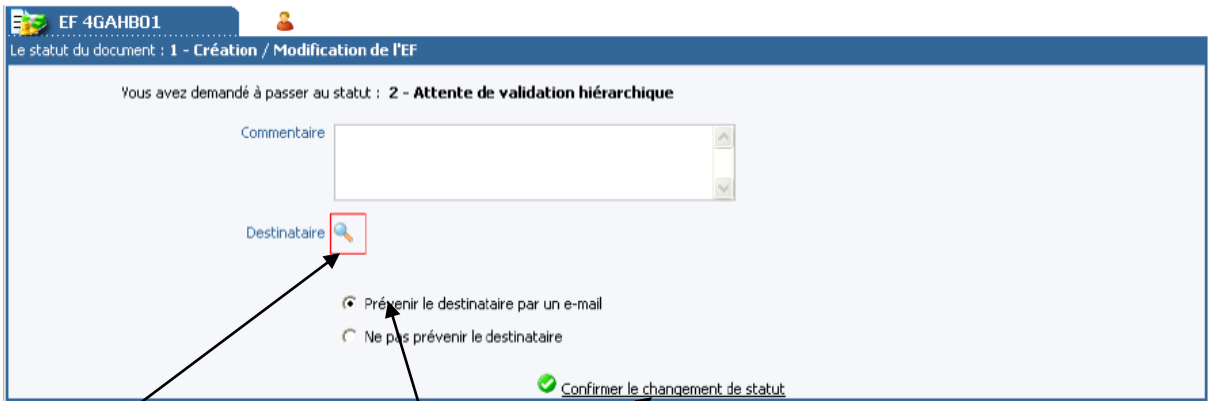 EF 4GAHB01
Le statut du document : 1 - Création / Modification de l'EF
Vous avez demandé à passer au statut : 2 - Attente de validation hiérarchique
Commentaire
Destinataire
Prévenir le destinataire par un e-mail
Ne pas prévenir le destinataire
Confirmer le changement de statut